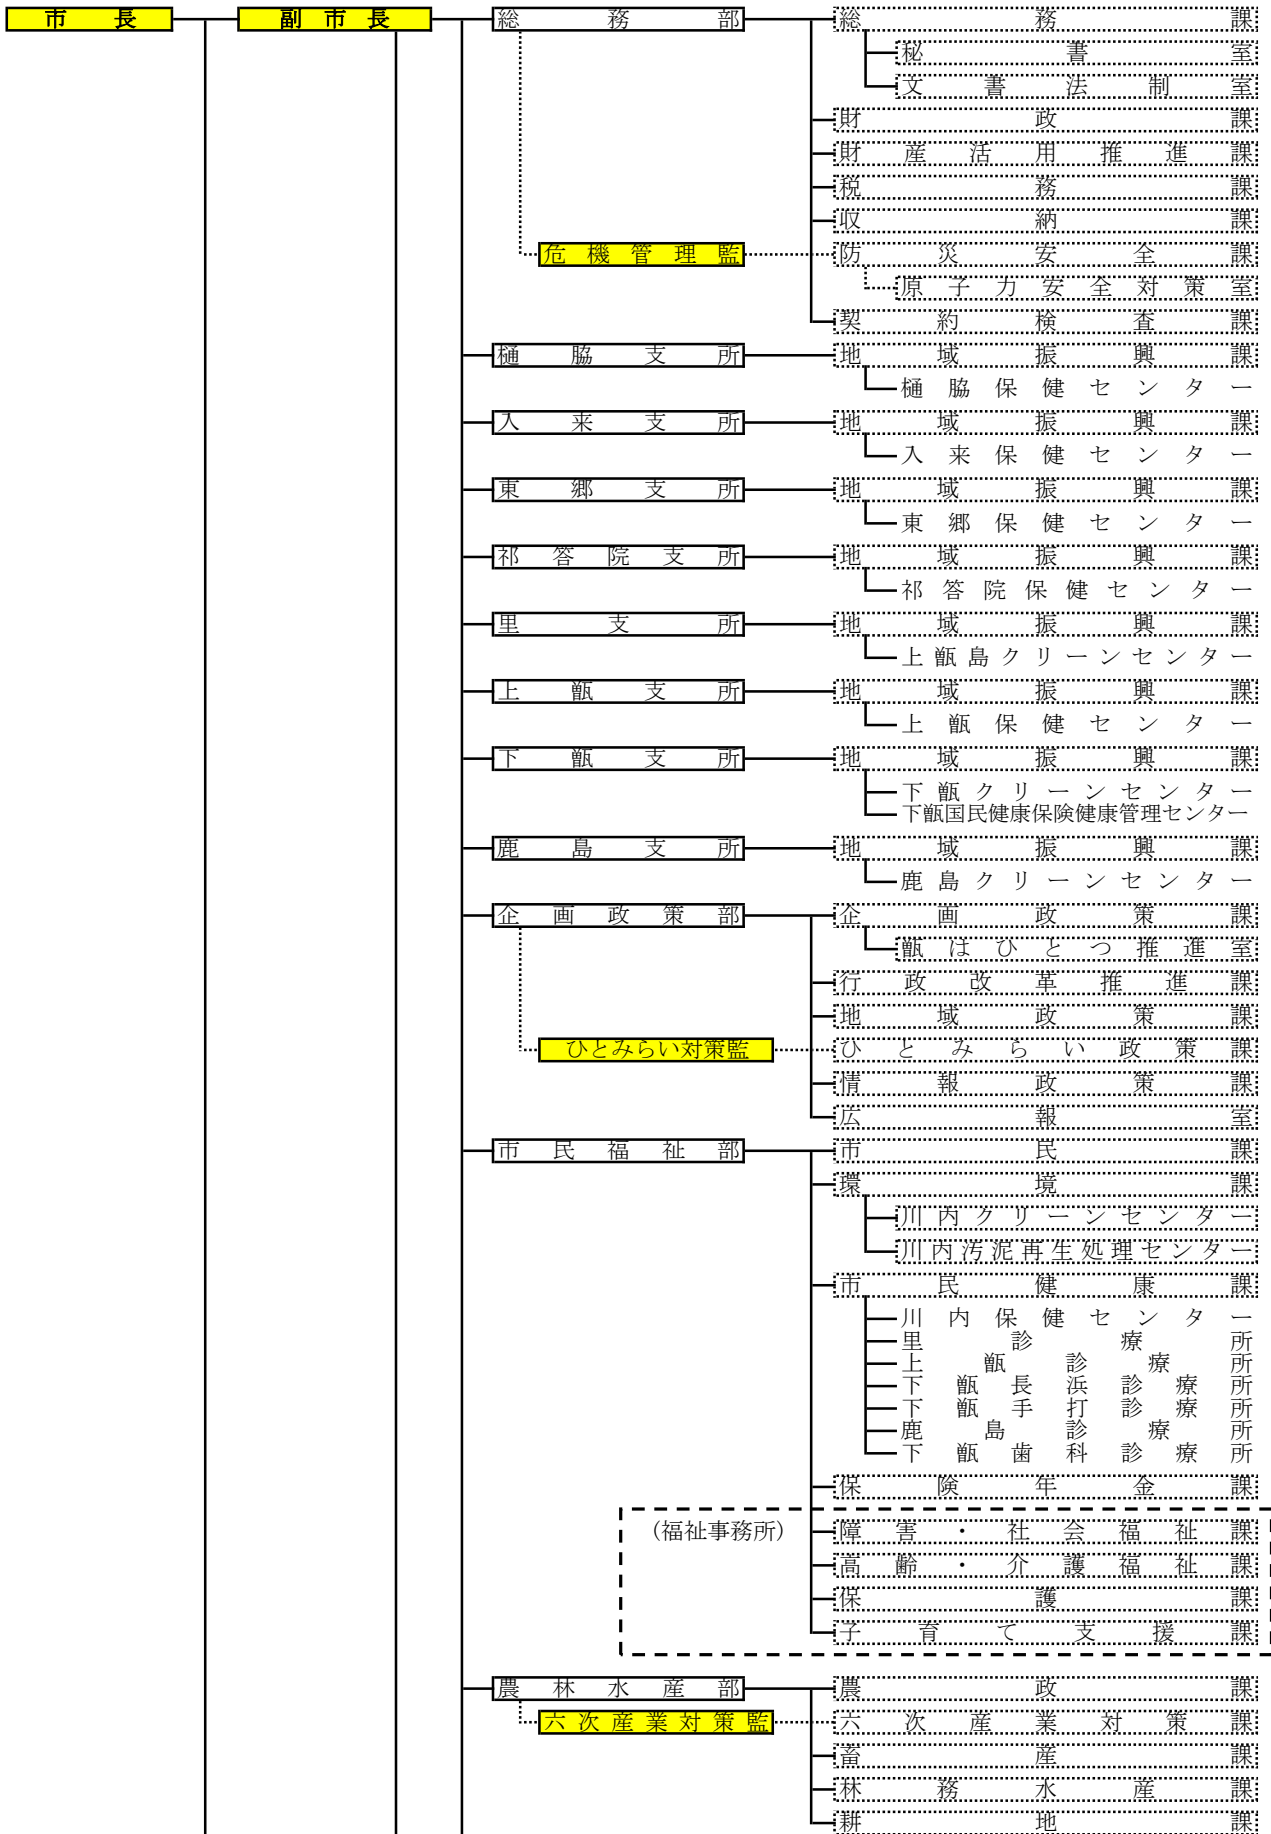 市長 副市長 総務部 総務課
秘書室
文書法制室
財政課
財産活用推進課
税務課
収納課
危機管理監 防災安全課
原子力安全対策室
契約検査課
樋脇支所 地域振興課
樋脇保健センター
入来支所 地域振興課
入来保健センター
東郷支所 地域振興課
東郷保健センター
祁答院支所 地域振興課
祁答院保健センター
里支所 地域振興課
上甑島クリーンセンター
上甑支所 地域振興課
上甑保健センター
下甑支所 地域振興課
下甑クリーンセンター
下甑国民健康保険健康管理センター
鹿島支所 地域振興課
鹿島クリーンセンター
企画政策部 企画政策課
甑はひとつ推進室
行政改革推進課
地域政策課
ひとみらい対策監 ひとみらい政策課
情報政策課
広報室
市民福祉部 市民課
環境課
川内クリーンセンター
川内汚泥再生処理センター
市民健康課
川内保健センター
里診療所
上甑診療所
下甑長浜診療所
下甑手打診療所
鹿島診療所
下甑歯科診療所
保険年金課
(福祉事務所) 障害・社会福祉課
高齢・介護福祉課
保護課
子育て支援課
農林水産部 農政課
六次産業対策監 六次産業対策課
畜産課
林務水産課
耕地課